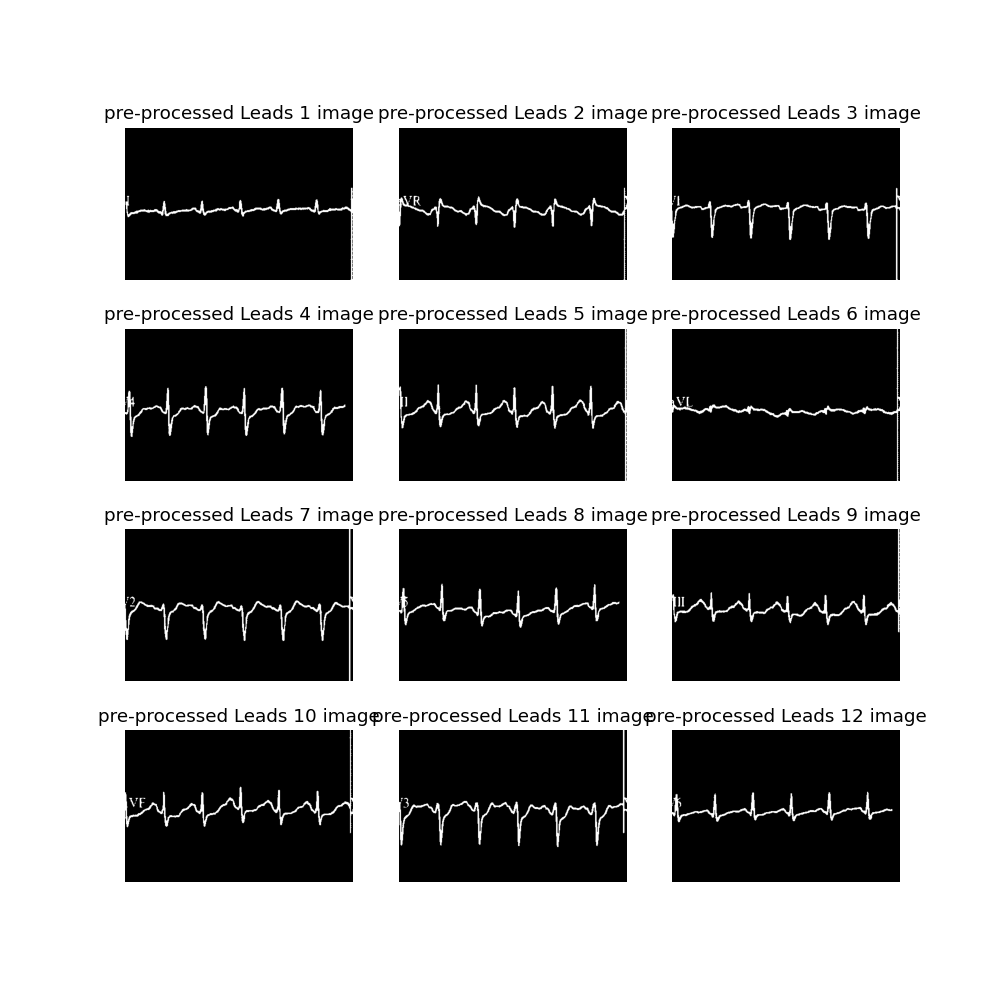 pre-processed Leads 1 image
pre-processed Leads 2 image
pre-processed Leads 3 image
I
VR
VI
pre-processed Leads 4 image
pre-processed Leads 5 image
pre-processed Leads 6 image
II
VL
pre-processed Leads 7 image
pre-processed Leads 8 image
pre-processed Leads 9 image
V2
III
pre-processed Leads 10 image
pre-processed Leads 11 image
pre-processed Leads 12 image
VF
V3